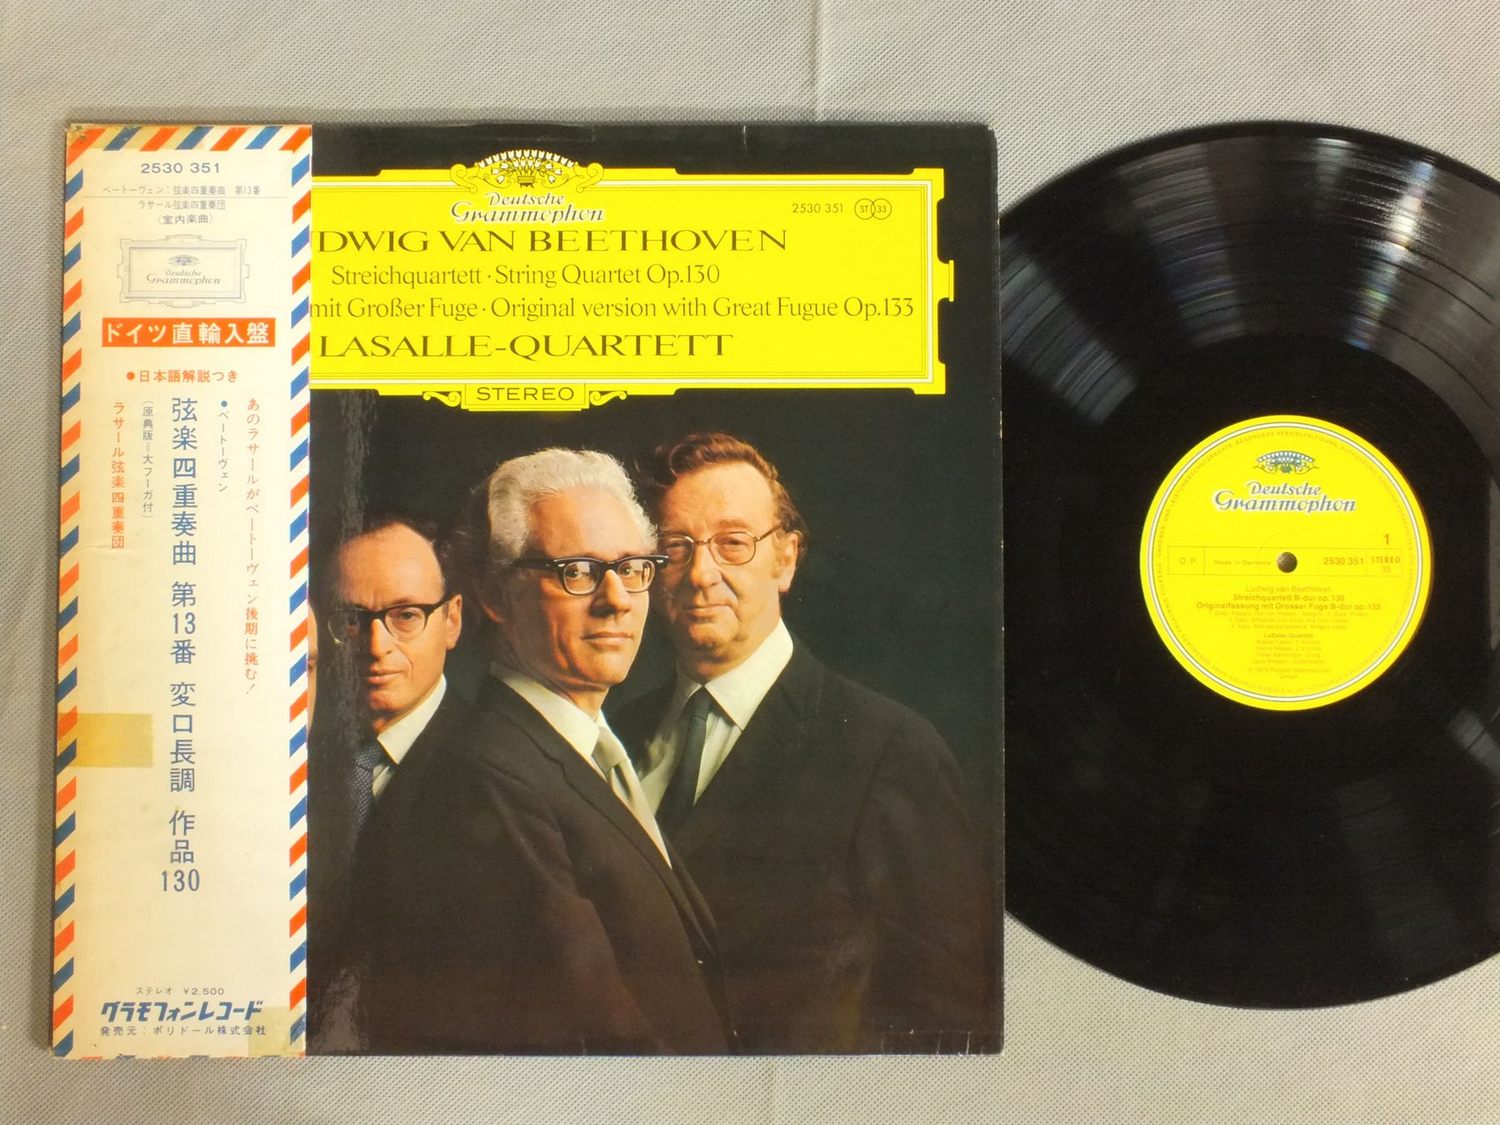 2530 351
ベートーヴェン：弦楽四重奏曲 第13番
ラサール弦楽四重奏団
（室内楽曲）
Deutsche
Grammophon
ドイツ直輸入盤
●日本語解説つき
あのラサールがベートーヴェン後期に挑む！
●ベートーヴェン
弦楽四重奏曲 第13番 変ロ長調 作品130
（原典版＝大フーガ付）
ラサール弦楽四重奏団
ステレオ ¥2,500
グラモフォンレコード
発売元：ポリドール株式会社
Deutsche
Grammophon
2530 351 ST 33
DWIG VAN BEETHOVEN
Streichquartett · String Quartet Op.130
mit Großer Fuge · Original version with Great Fugue Op.133
LASALLE-QUARTETT
STEREO
Deutsche
Grammophon
1
D.P. Made in Germany 2530 351 STEREO 33
Ludwig van Beethoven
Streichquartett B-dur op. 130
Originalfassung mit Grosser Fuge B-dur op. 133
LaSalle-Quartett